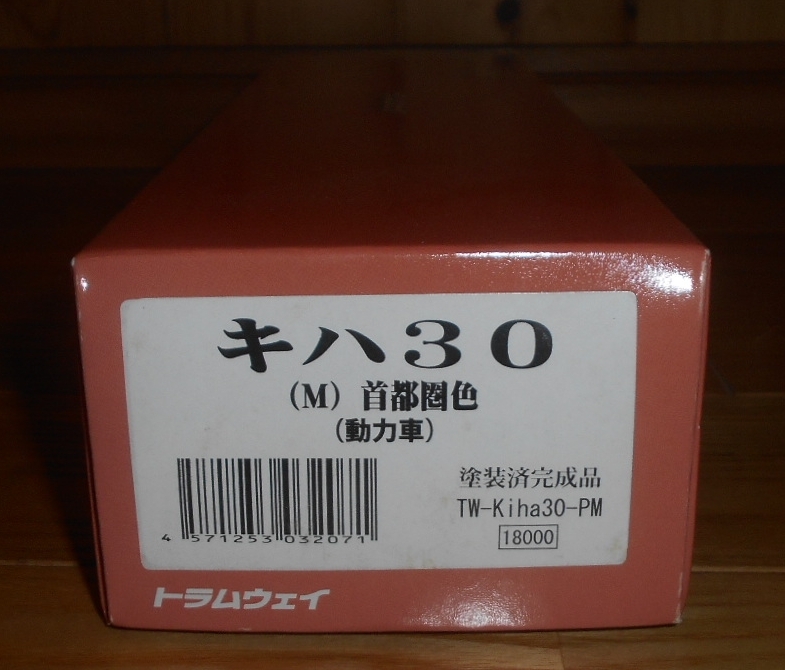 キハ３０
(M) 首都圏色
(動力車)
塗装済完成品
TW-Kiha30-PM
18000
4 571253 032071
トラムウェイ